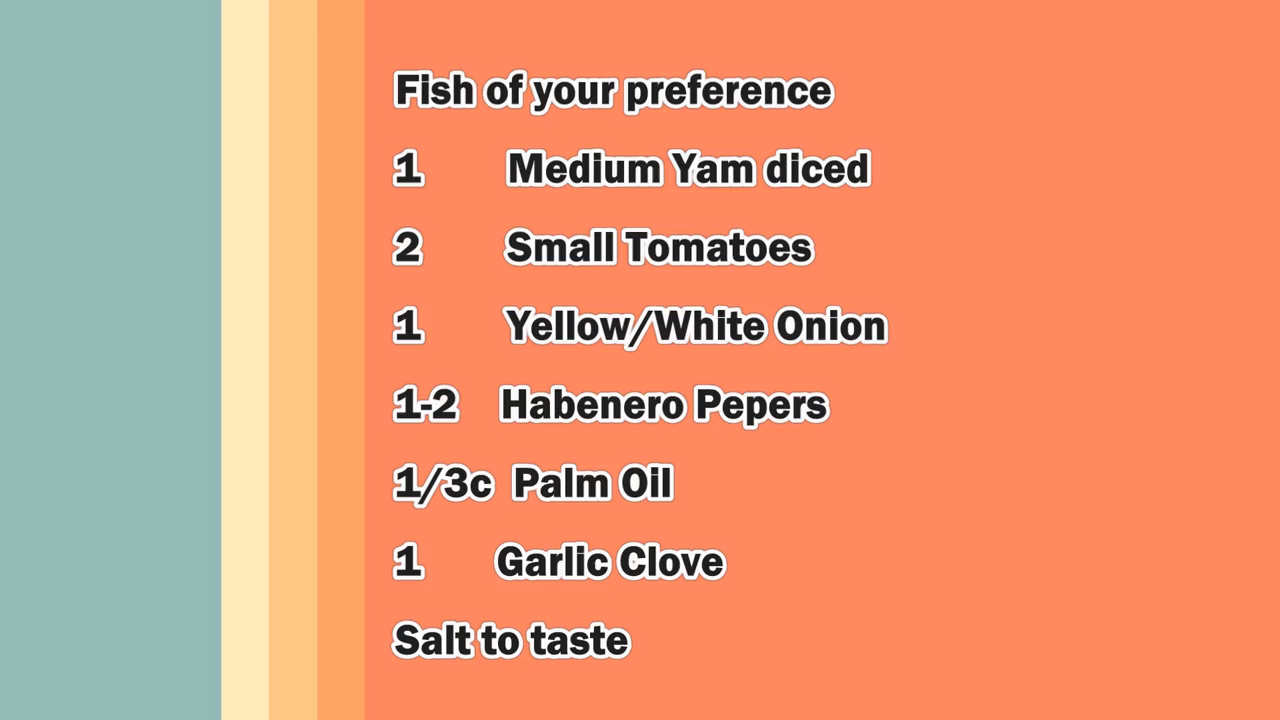 Fish of your preference
1 Medium Yam diced
2 Small Tomatoes
1 Yellow/White Onion
1-2 Habenero Pepers
1/3c Palm Oil
1 Garlic Clove
Salt to taste